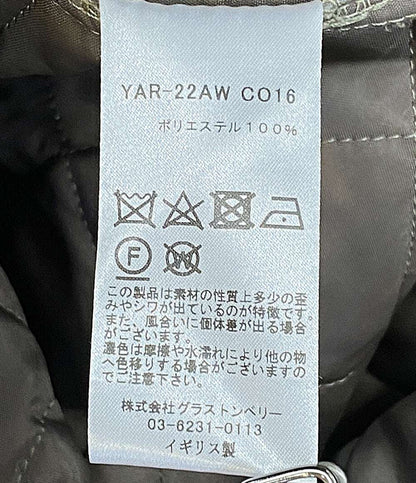 YAR-22AW CO16
ポリエステル100%
F W
この製品は素材の性質上多少の歪
みやシワが出ているのが特徴です。
また、風合いに個体差が出る場合
がございます。
濃色は摩擦や水濡れにより他の物
へ色移りする場合がございますの
でご注意下さい。
株式会社グラストンベリー
03-6231-0113
イギリス製